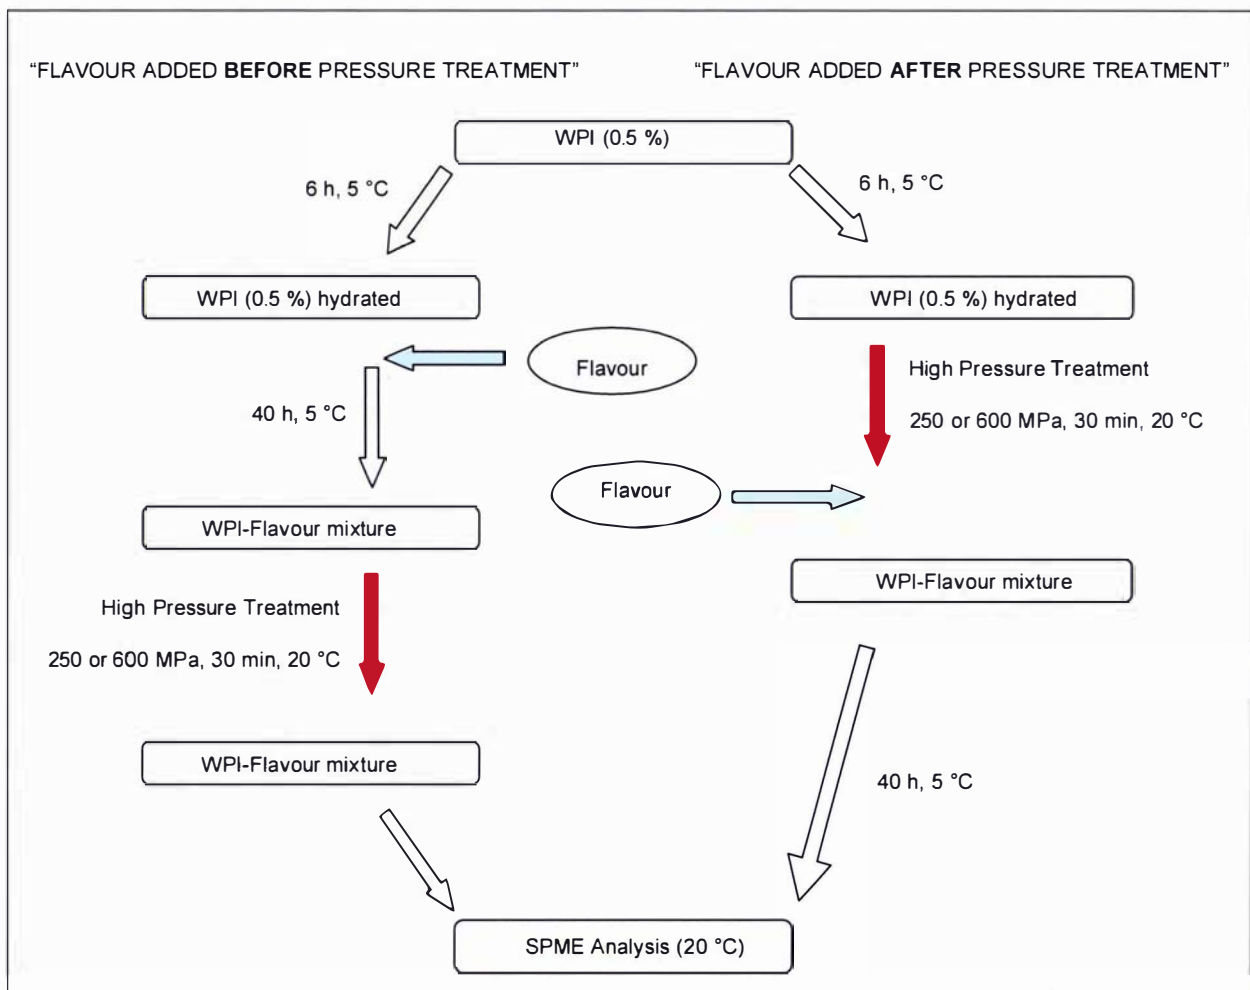 “FLAVOUR ADDED BEFORE PRESSURE TREATMENT”
“FLAVOUR ADDED AFTER PRESSURE TREATMENT”
WPI (0.5 %)
6 h, 5 °C
6 h, 5 °C
WPI (0.5 %) hydrated
WPI (0.5 %) hydrated
Flavour
High Pressure Treatment
250 or 600 MPa, 30 min, 20 °C
40 h, 5 °C
Flavour
WPI-Flavour mixture
WPI-Flavour mixture
High Pressure Treatment
250 or 600 MPa, 30 min, 20 °C
WPI-Flavour mixture
40 h, 5 °C
SPME Analysis (20 °C)